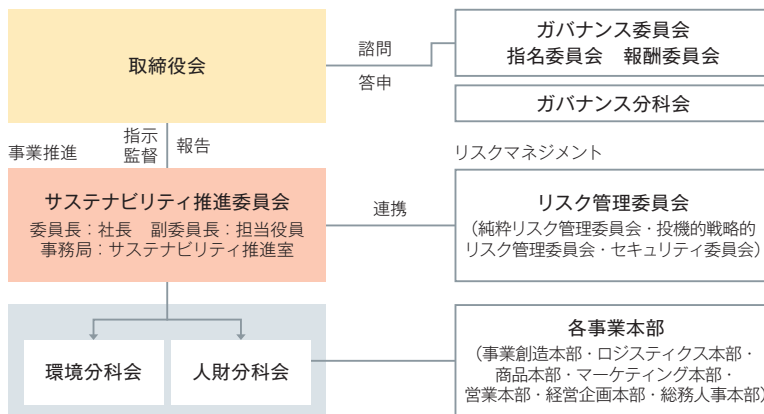 取締役会
諮問
答申
ガバナンス委員会
指名委員会 報酬委員会
ガバナンス分科会
事業推進
指示
監督
報告
リスクマネジメント
サステナビリティ推進委員会
委員長：社長 副委員長：担当役員
事務局：サステナビリティ推進室
連携
リスク管理委員会
（純粋リスク管理委員会・投機的戦略的
リスク管理委員会・セキュリティ委員会）
環境分科会
人財分科会
各事業本部
（事業創造本部・ロジスティクス本部・
商品本部・マーケティング本部・
営業本部・経営企画本部・総務人事本部）